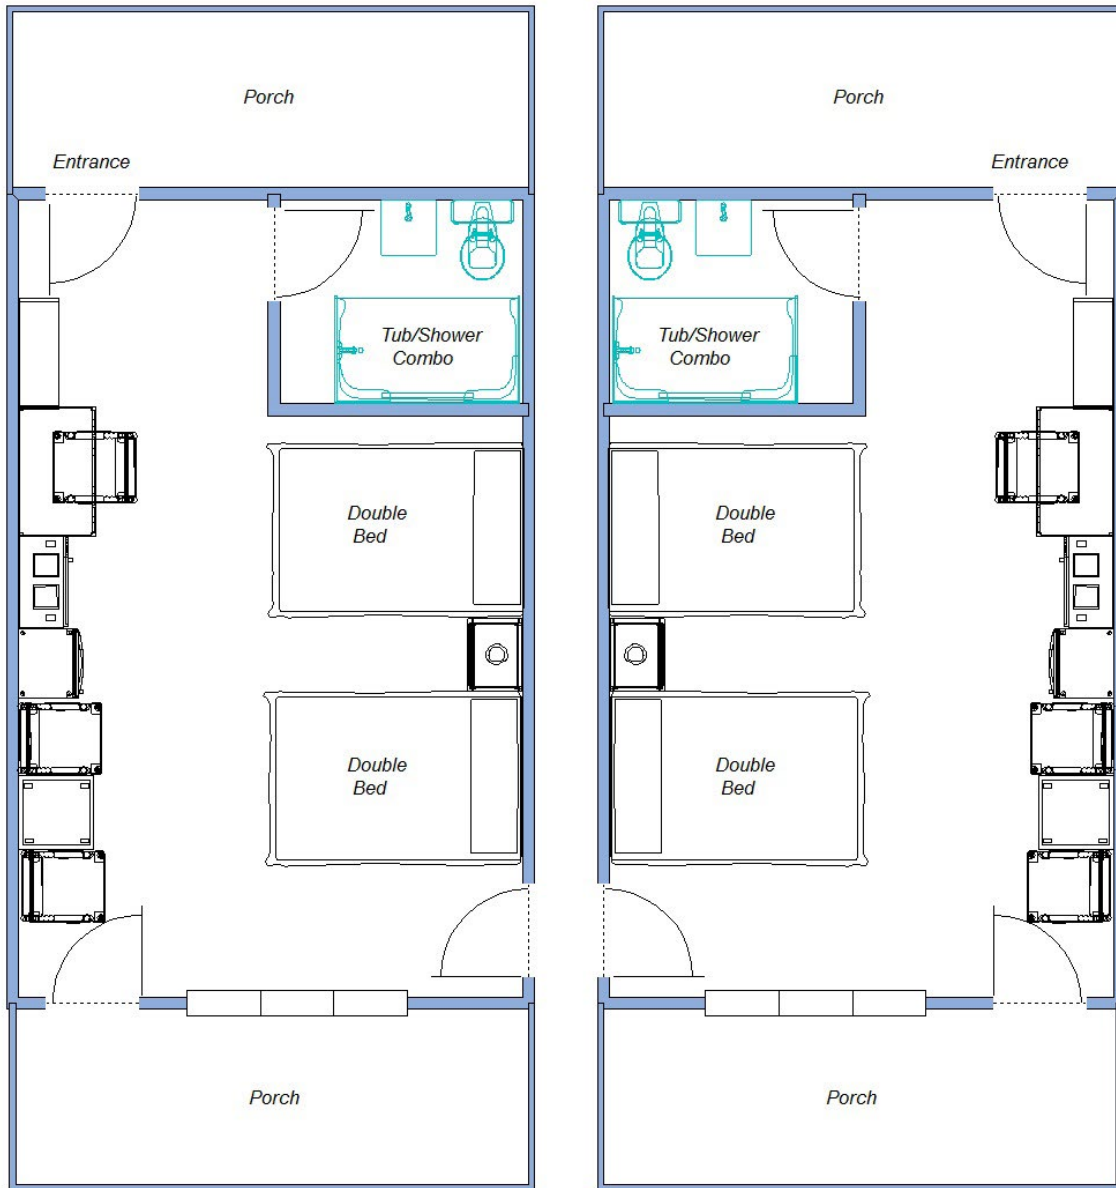 Porch
Porch
Entrance
Entrance
Tub/Shower
Combo
Tub/Shower
Combo
Double
Bed
Double
Bed
Double
Bed
Double
Bed
Porch
Porch